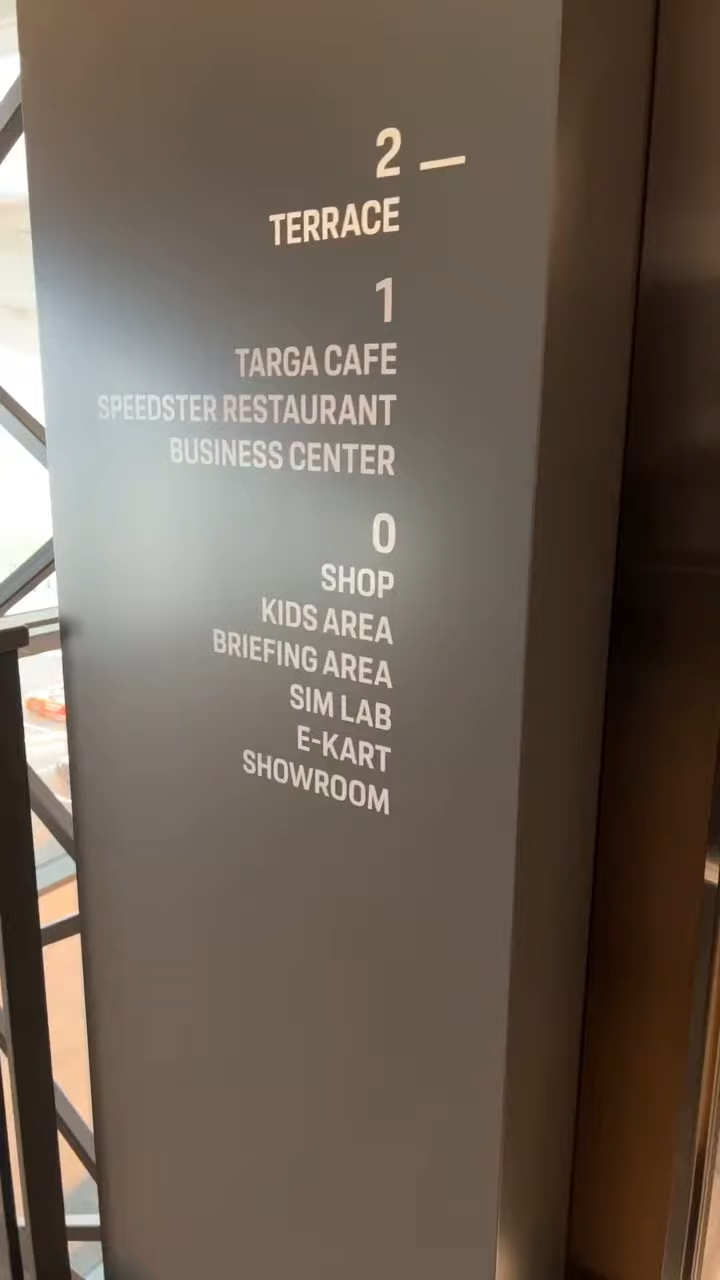 2 —
TERRACE
1
TARGA CAFE
SPEEDSTER RESTAURANT
BUSINESS CENTER
0
SHOP
KIDS AREA
BRIEFING AREA
SIM LAB
E-KART
SHOWROOM